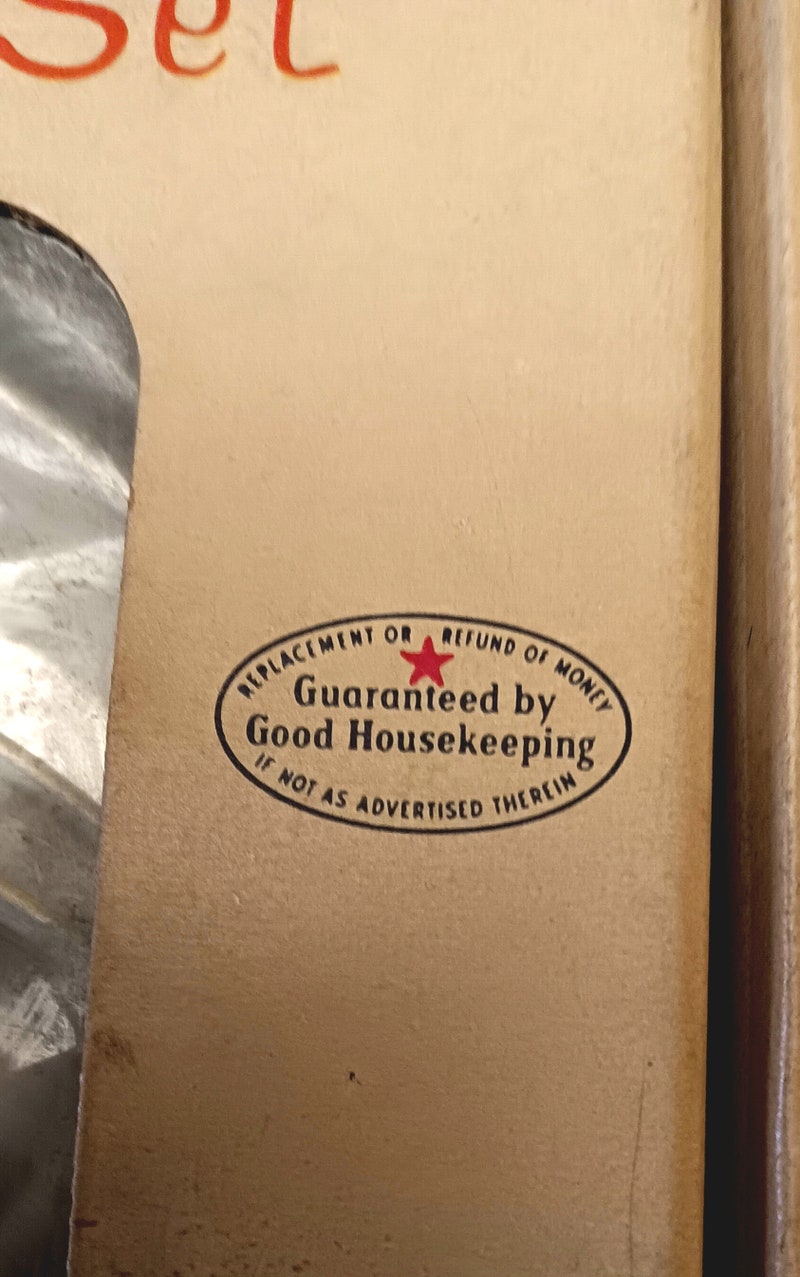 Set
REPLACEMENT OR REFUND OF MONEY
Guaranteed by
Good Housekeeping
IF NOT AS ADVERTISED THEREIN